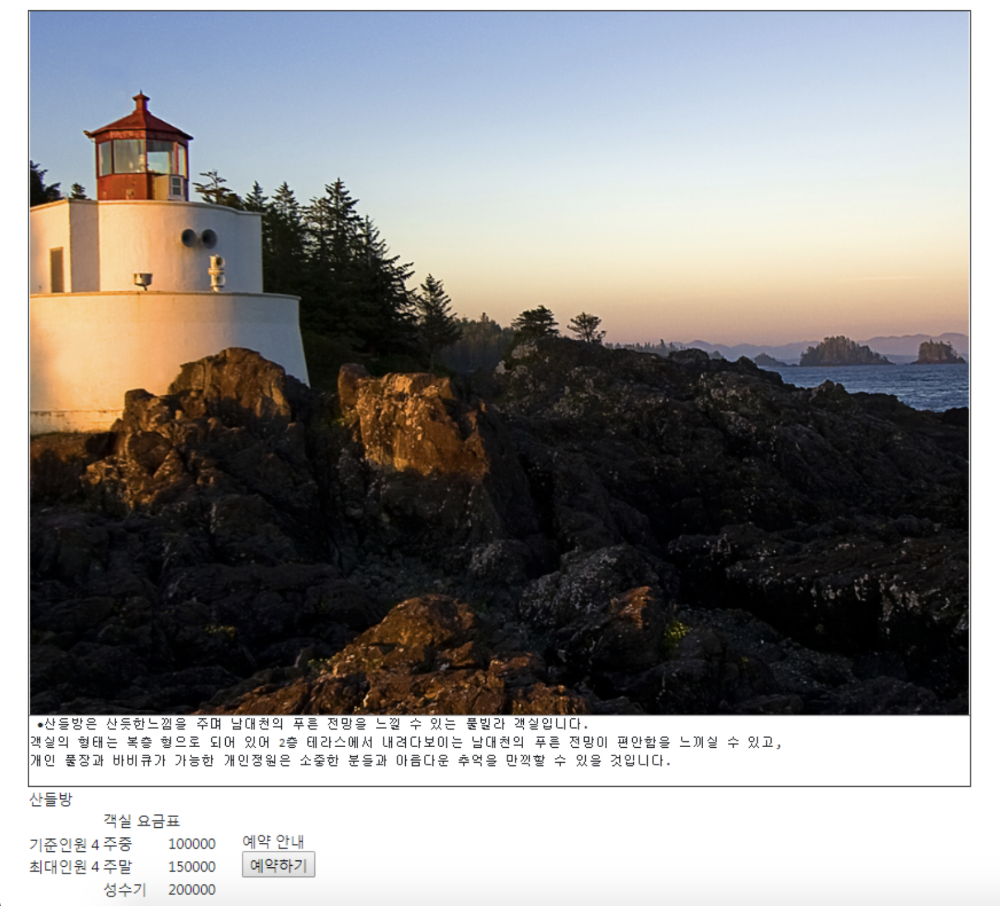 ●산들방은 산듯한느낌을 주며 남대천의 푸른 전망을 느낄 수 있는 풀빌라 객실입니다.
객실의 형태는 복층 형으로 되어 있어 2층 테라스에서 내려다보이는 남대천의 푸른 전망이 편안함을 느끼실 수 있고,
개인 풀장과 바비큐가 가능한 개인정원은 소중한 분들과 아름다운 추억을 만끽할 수 있을 것입니다.
산들방
객실 요금표
기준인원 4 주중 100000 예약 안내
최대인원 4 주말 150000 예약하기
성수기 200000